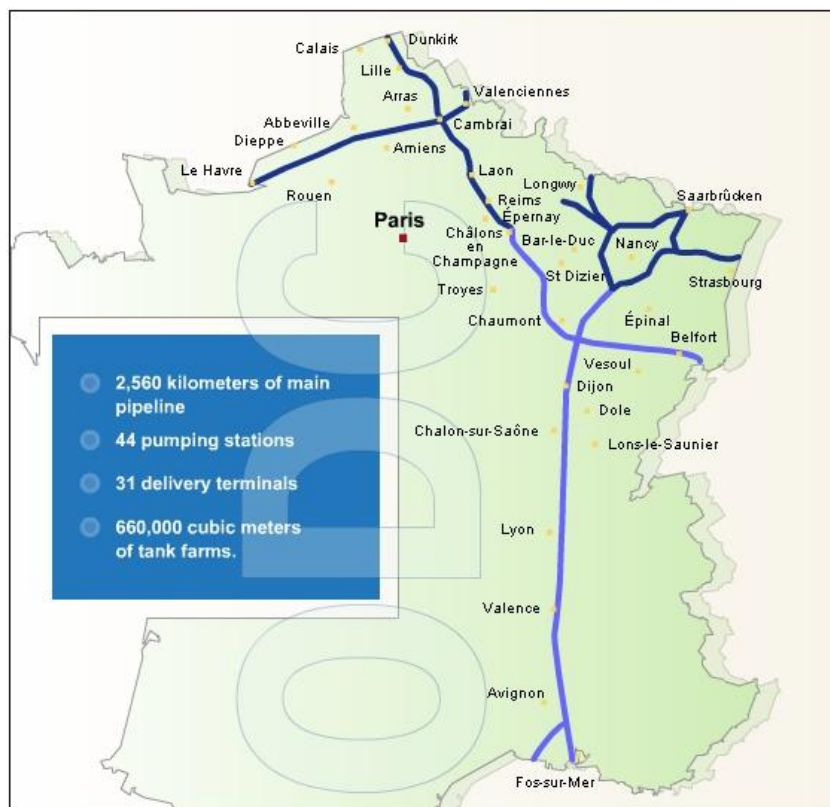 Dunkirk
Calais
Lille
Valenciennes
Arras
Abbeville
Cambrai
Dieppe
Amiens
Le Havre
Laon
Longwy
Rouen
Reims
Saarbrûcken
Paris
Épernay
Châlons
en
Champagne
Bar-le-Duc
Nancy
St Dizier
Strasbourg
Troyes
Chaumont
Épinal
Belfort
Vesoul
Dijon
Dole
Chalon-sur-Saône
Lons-le-Saunier
2,560 kilometers of main
pipeline
44 pumping stations
31 delivery terminals
660,000 cubic meters
of tank farms.
Lyon
Valence
Avignon
Fos-sur-Mer
ODC